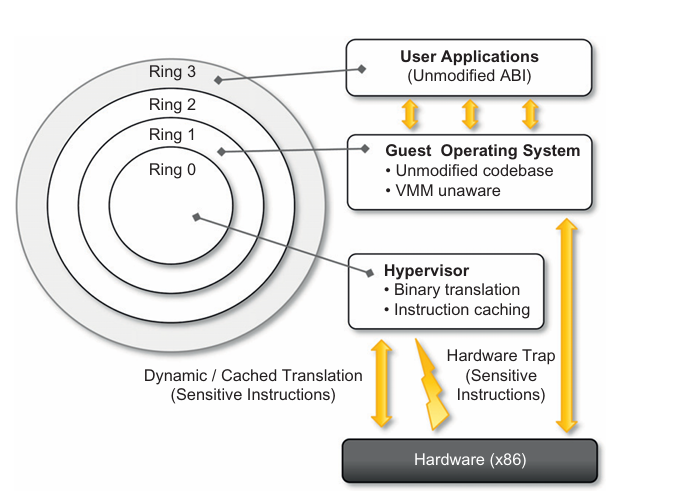 Ring 3
Ring 2
Ring 1
Ring 0
User Applications
(Unmodified ABI)
Guest Operating System
• Unmodified codebase
• VMM unaware
Hypervisor
• Binary translation
• Instruction caching
Dynamic / Cached Translation
(Sensitive Instructions)
Hardware Trap
(Sensitive
Instructions)
Hardware (x86)